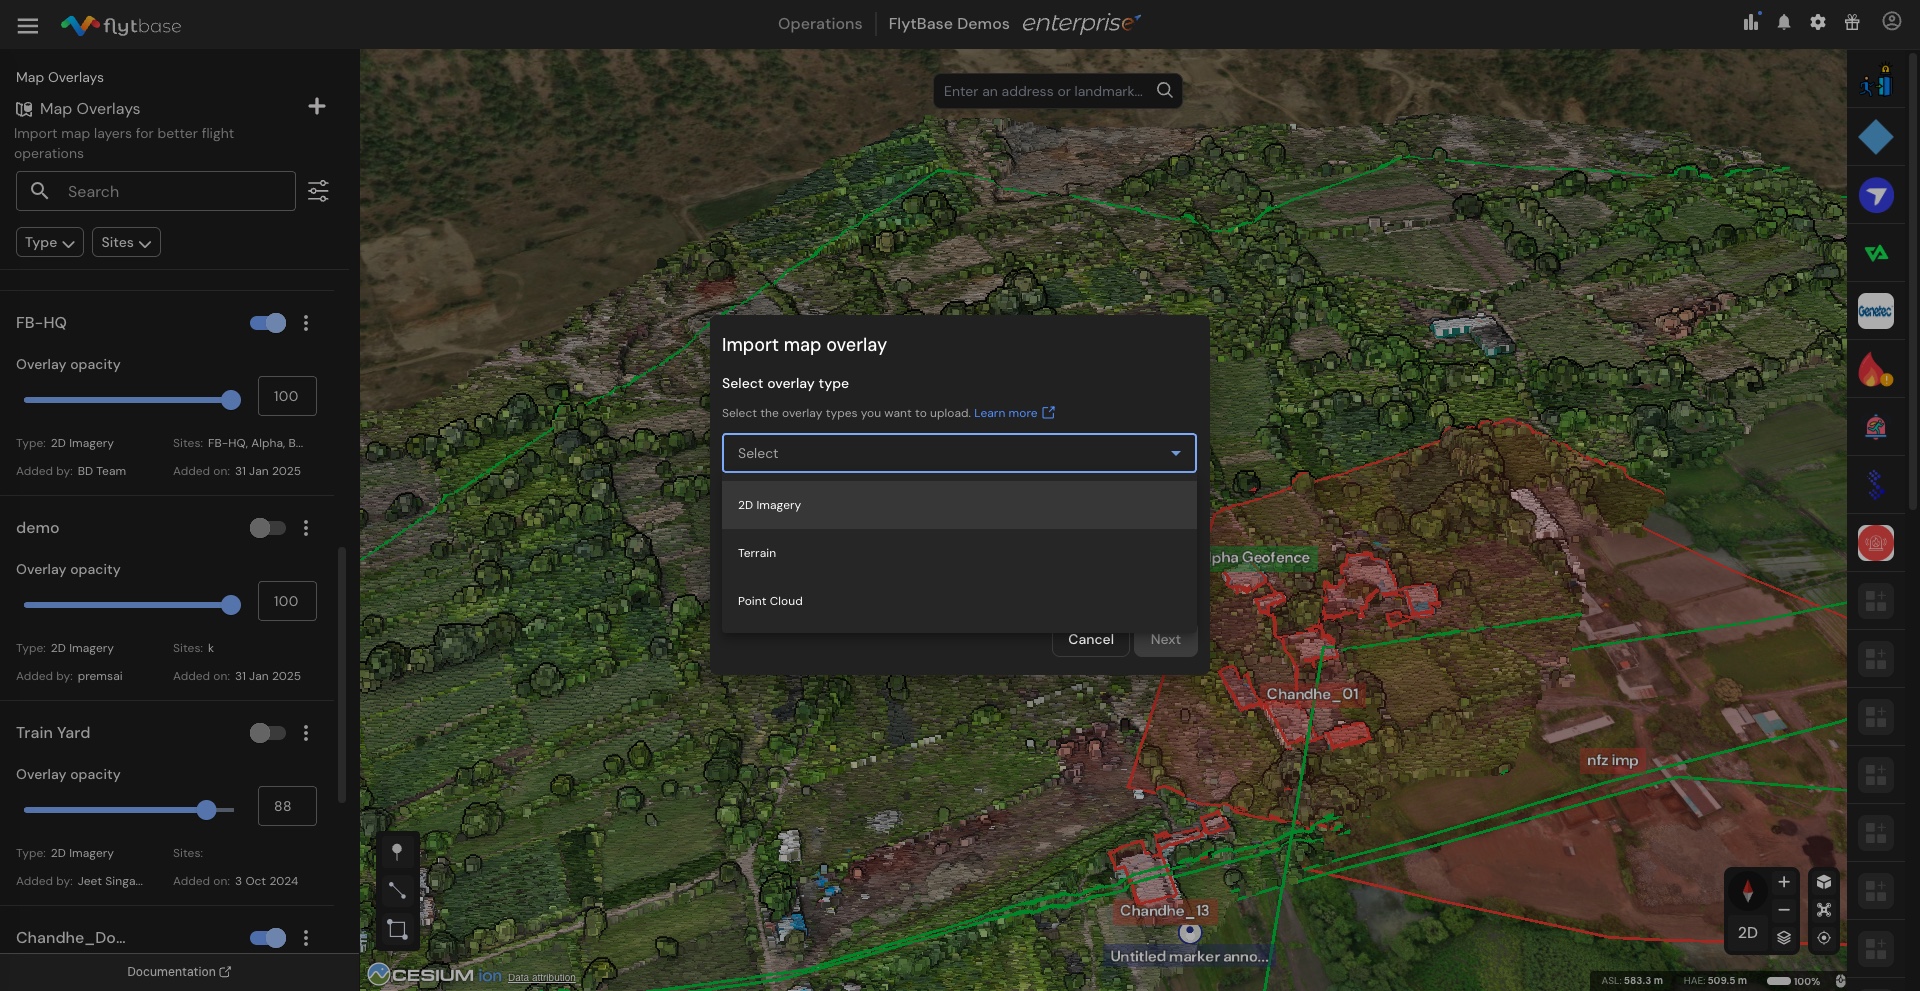 flytbase
Operations
FlytBase Demos
enterprise
Map Overlays
Map Overlays
Import map layers for better flight
operations
Search
Type
Sites
FB-HQ
Overlay opacity
100
Type: 2D Imagery
Sites: FB-HQ, Alpha, B...
Added by: BD Team
Added on: 31 Jan 2025
demo
Overlay opacity
100
Type: 2D Imagery
Sites: k
Added by: premsai
Added on: 31 Jan 2025
Train Yard
Overlay opacity
88
Type: 2D Imagery
Sites:
Added by: Jeet Singa...
Added on: 3 Oct 2024
Chandhe_Do...
Documentation
Enter an address or landmark...
Import map overlay
Select overlay type
Select the overlay types you want to upload. Learn more
Select
2D Imagery
Terrain
Point Cloud
Cancel
Next
pha Geofence
Chandhe_01
nfz imp
Chandhe_13
Untitled marker anno...
CESIUM ion
Data attribution
Genetec
2D
ASL: 583.3 m
HAE: 509.5 m
100%